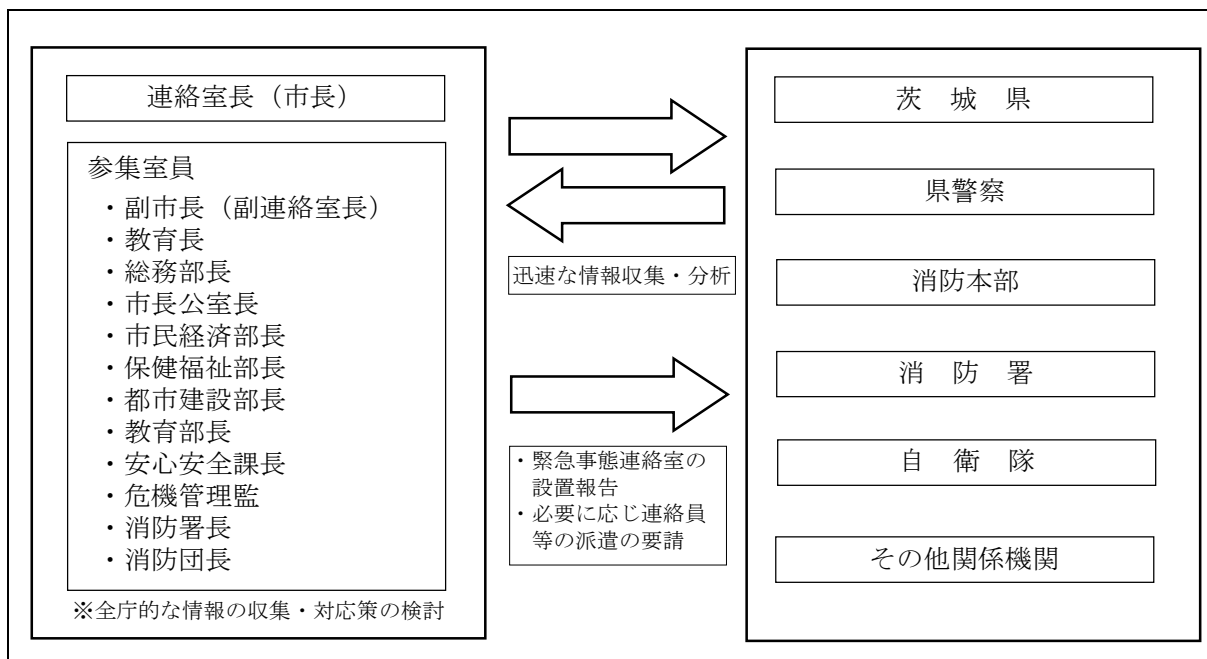 連絡室長（市長）
参集室員
・副市長（副連絡室長）
・教育長
・総務部長
・市長公室長
・市民経済部長
・保健福祉部長
・都市建設部長
・教育部長
・安心安全課長
・危機管理監
・消防署長
・消防団長
※全庁的な情報の収集・対応策の検討
迅速な情報収集・分析
・緊急事態連絡室の
設置報告
・必要に応じ連絡員
等の派遣の要請
茨　城　県
県警察
消防本部
消　防　署
自　衛　隊
その他関係機関